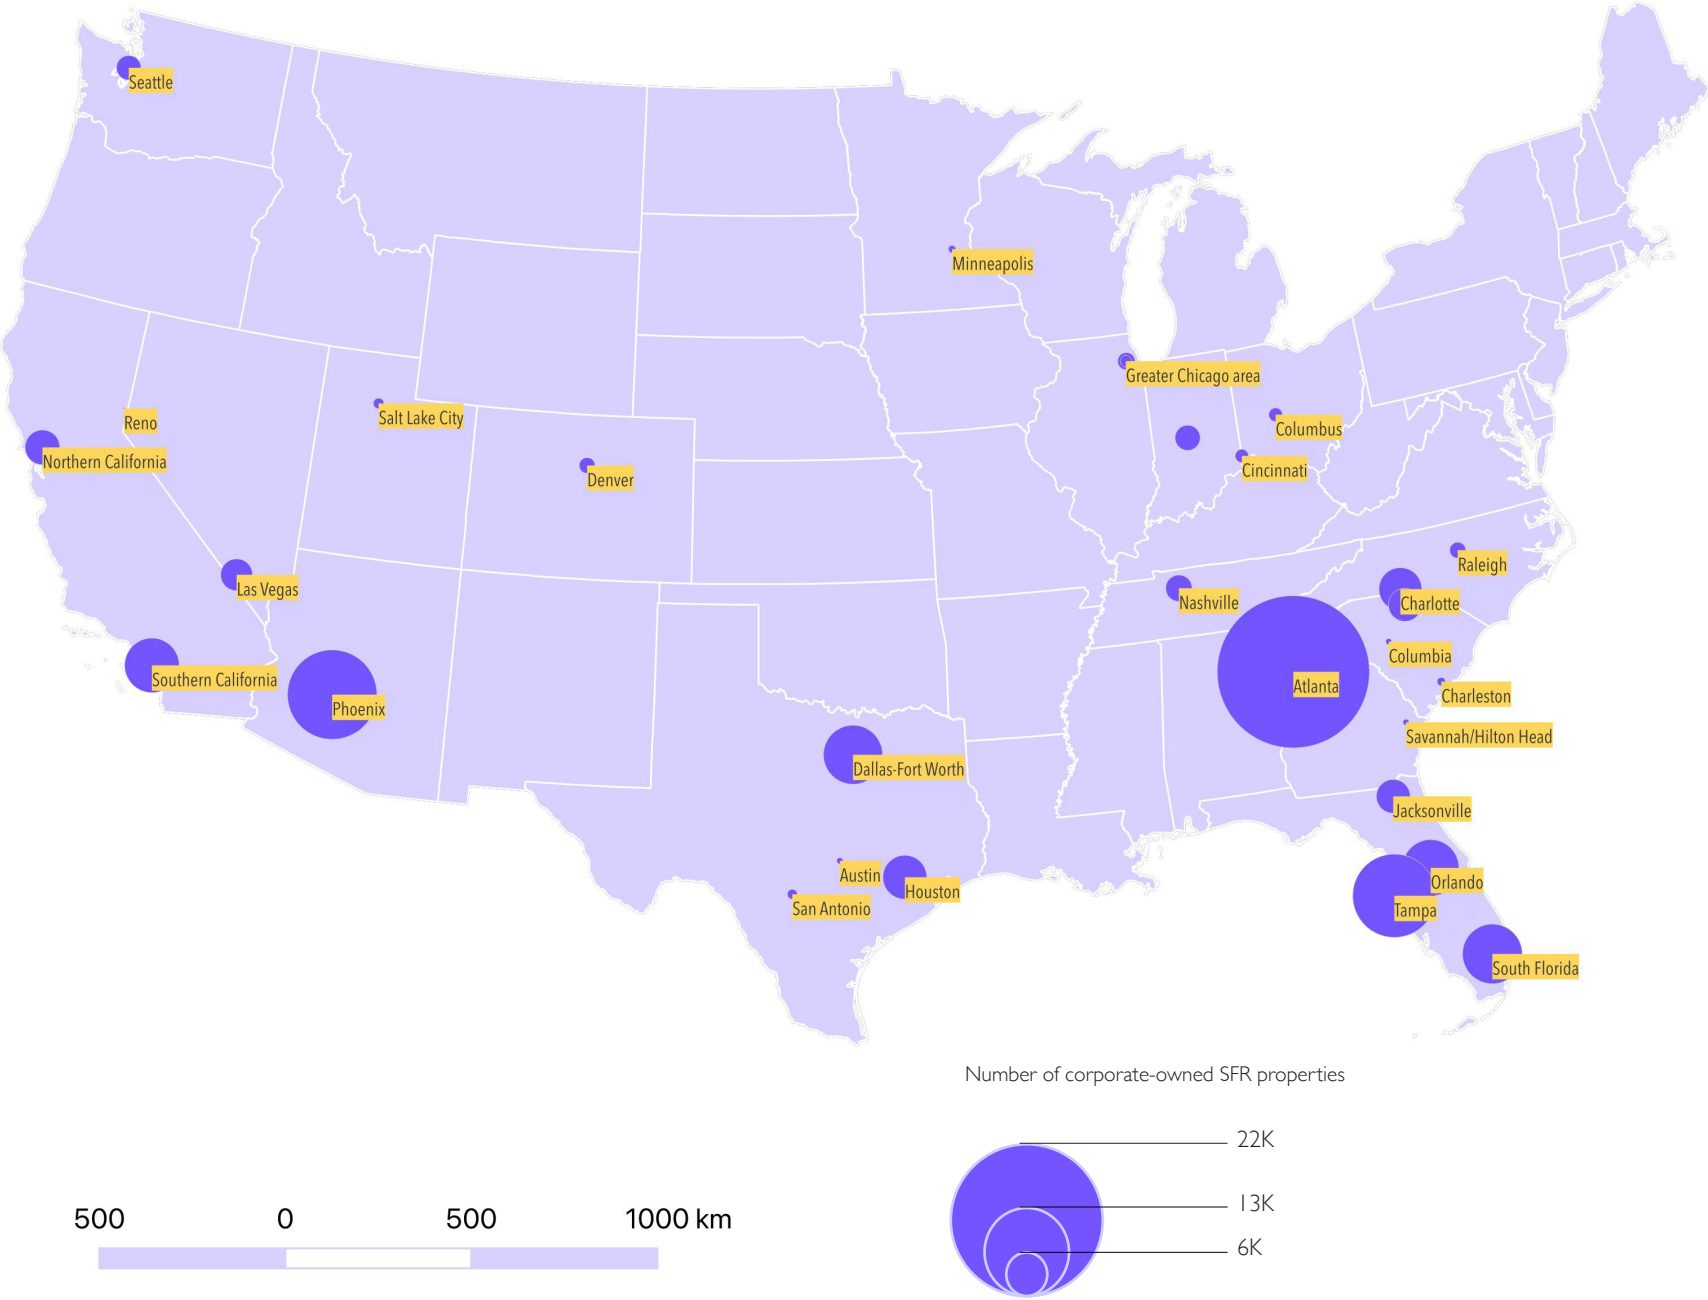 Seattle
Minneapolis
Greater Chicago area
Salt Lake City
Reno
Columbus
Northern California
Cincinnati
Denver
Raleigh
Las Vegas
Nashville
Charlotte
Columbia
Southern California
Atlanta
Charleston
Phoenix
Savannah/Hilton Head
Dallas-Fort Worth
Jacksonville
Austin
Orlando
Houston
San Antonio
Tampa
South Florida
Number of corporate-owned SFR properties
22K
13K
6K
500 0 500 1000 km